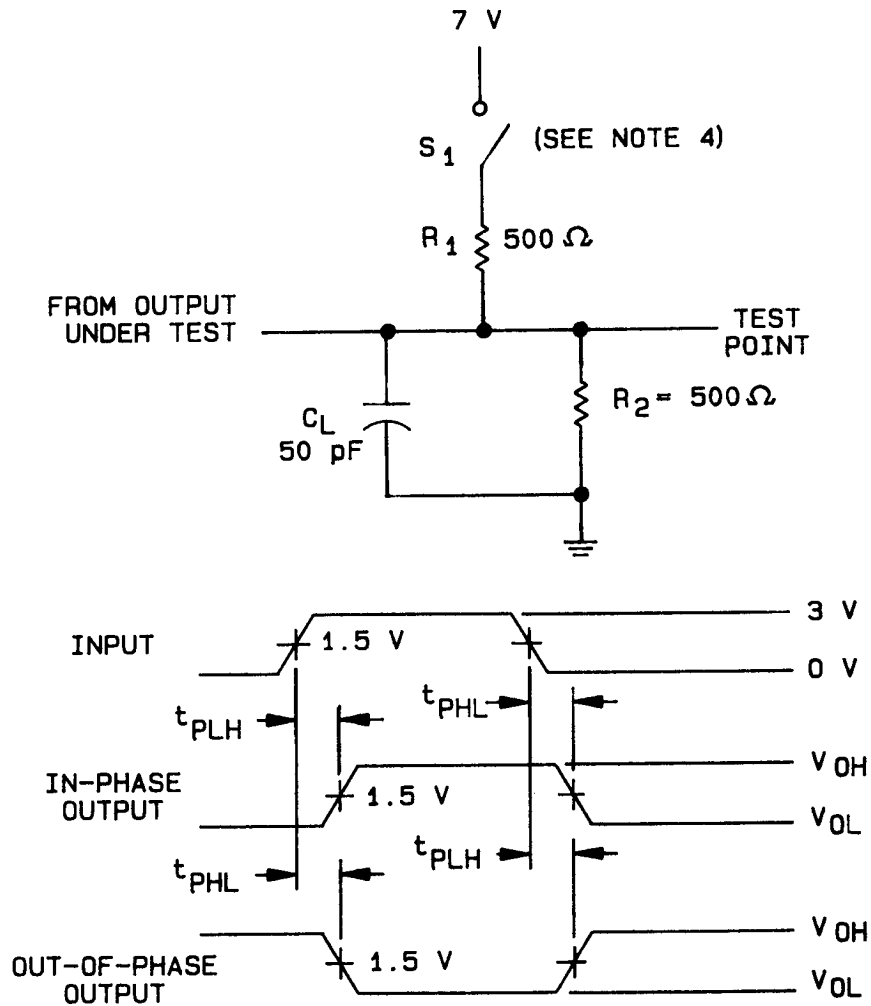 7 V
S1 (SEE NOTE 4)
R1 500 Ω
FROM OUTPUT
UNDER TEST
TEST
POINT
CL
50 pF
R2= 500Ω
INPUT
1.5 V
3 V
0 V
tPLH
tPHL
IN-PHASE
OUTPUT
1.5 V
VOH
VOL
tPHL
tPLH
OUT-OF-PHASE
OUTPUT
1.5 V
VOH
VOL